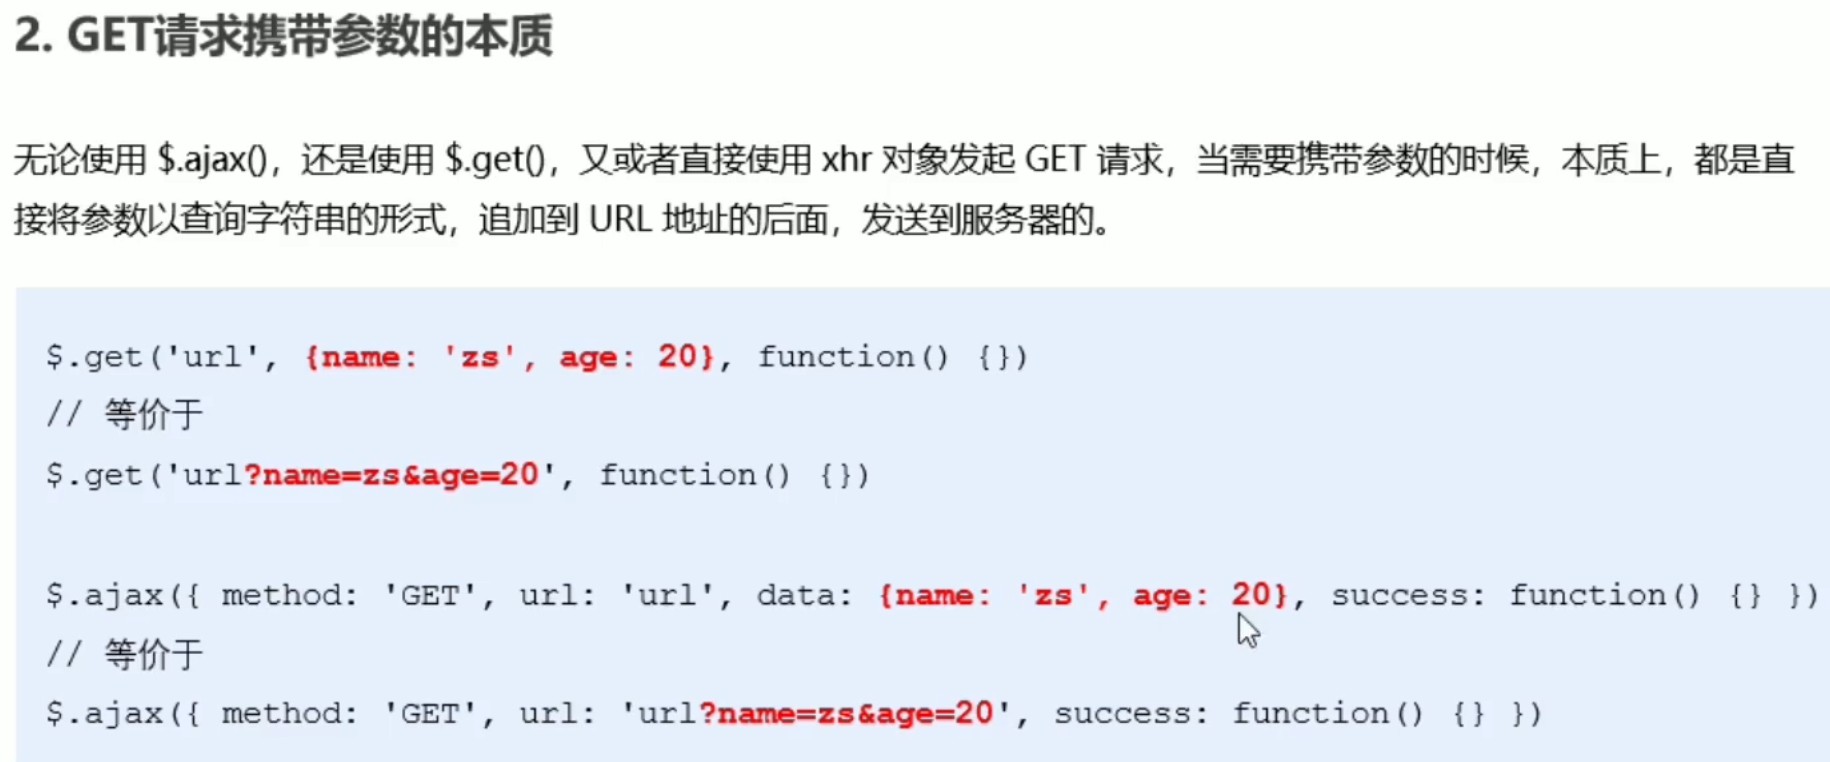 2. GET请求携带参数的本质
无论使用 $.ajax()，还是使用 $.get()，又或者直接使用 xhr 对象发起 GET 请求，当需要携带参数的时候，本质上，都是直
接将参数以查询字符串的形式，追加到 URL 地址的后面，发送到服务器的。
$.get('url', {name: 'zs', age: 20}, function() {})
// 等价于
$.get('url?name=zs&age=20', function() {})
$.ajax({ method: 'GET', url: 'url', data: {name: 'zs', age: 20}, success: function() {} })
// 等价于
$.ajax({ method: 'GET', url: 'url?name=zs&age=20', success: function() {} })